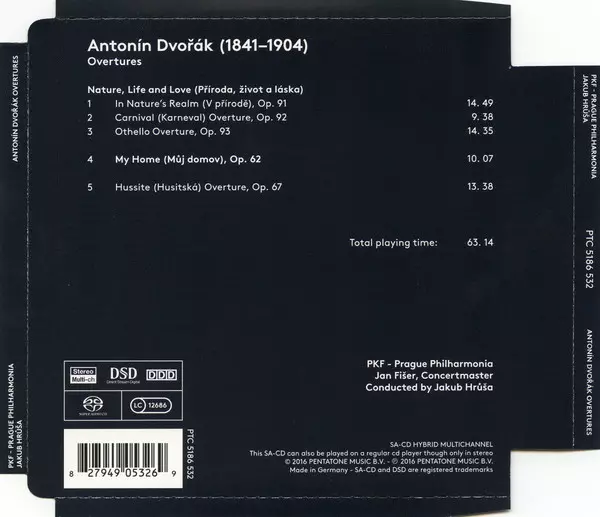 Antonín Dvořák (1841–1904)
Overtures
Nature, Life and Love (Příroda, život a láska)
1 In Nature's Realm (V přírodě), Op. 91 14. 49
2 Carnival (Karneval) Overture, Op. 92 9. 38
3 Othello Overture, Op. 93 14. 35
4 My Home (Můj domov), Op. 62 10. 07
5 Hussite (Husitská) Overture, Op. 67 13. 38
Total playing time: 63. 14
PKF - Prague Philharmonia
Jan Fišer, Concertmaster
Conducted by Jakub Hrůša
Stereo
Multi-ch
DSD
Direct Stream Digital
DDD
SUPER AUDIO CD
LC 12686
8 27949 05326 9
PTC 5186 532
SA-CD HYBRID MULTICHANNEL
This SA-CD can also be played on a regular cd player though only in stereo
© 2016 PENTATONE MUSIC B.V. - ℗ 2016 PENTATONE MUSIC B.V.
Made in Germany - SA-CD and DSD are registered trademarks
ANTONÍN DVOŘÁK OVERTURES
PKF - PRAGUE PHILHARMONIA
JAKUB HRŮŠA
PKF - PRAGUE PHILHARMONIA
JAKUB HRŮŠA
PTC 5186 532
ANTONÍN DVOŘÁK OVERTURES